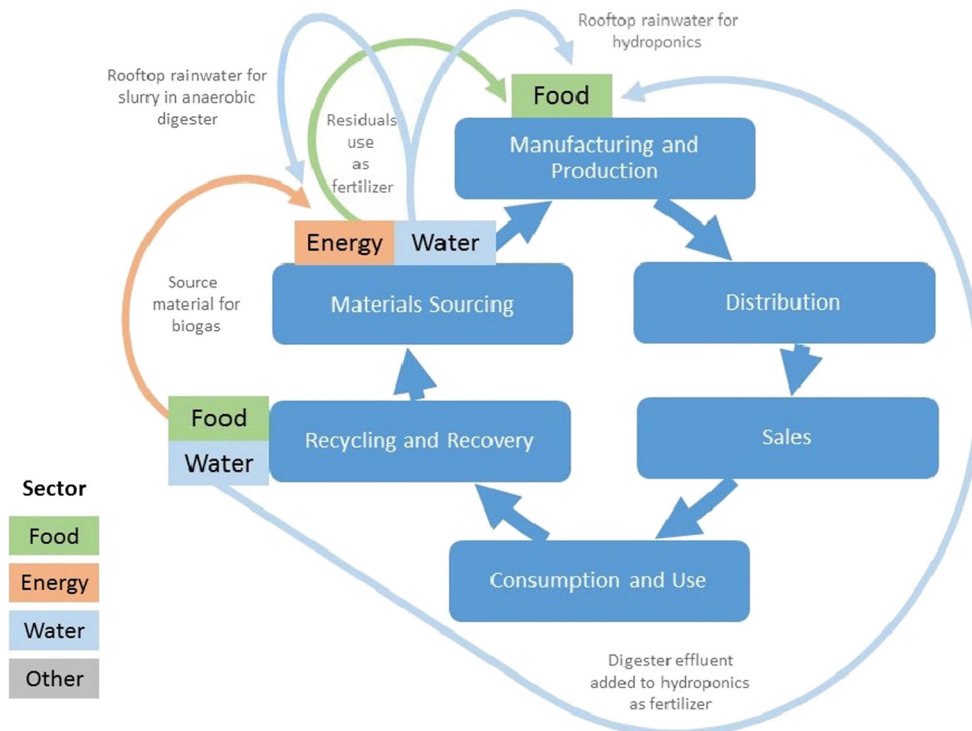 Rooftop rainwater for
hydroponics
Rooftop rainwater for
slurry in anaerobic
digester
Residuals
use
as
fertilizer
Food
Manufacturing and
Production
Energy
Water
Materials Sourcing
Distribution
Source
material for
biogas
Food
Water
Recycling and Recovery
Sales
Consumption and Use
Sector
Food
Energy
Water
Other
Digester effluent
added to hydroponics
as fertilizer